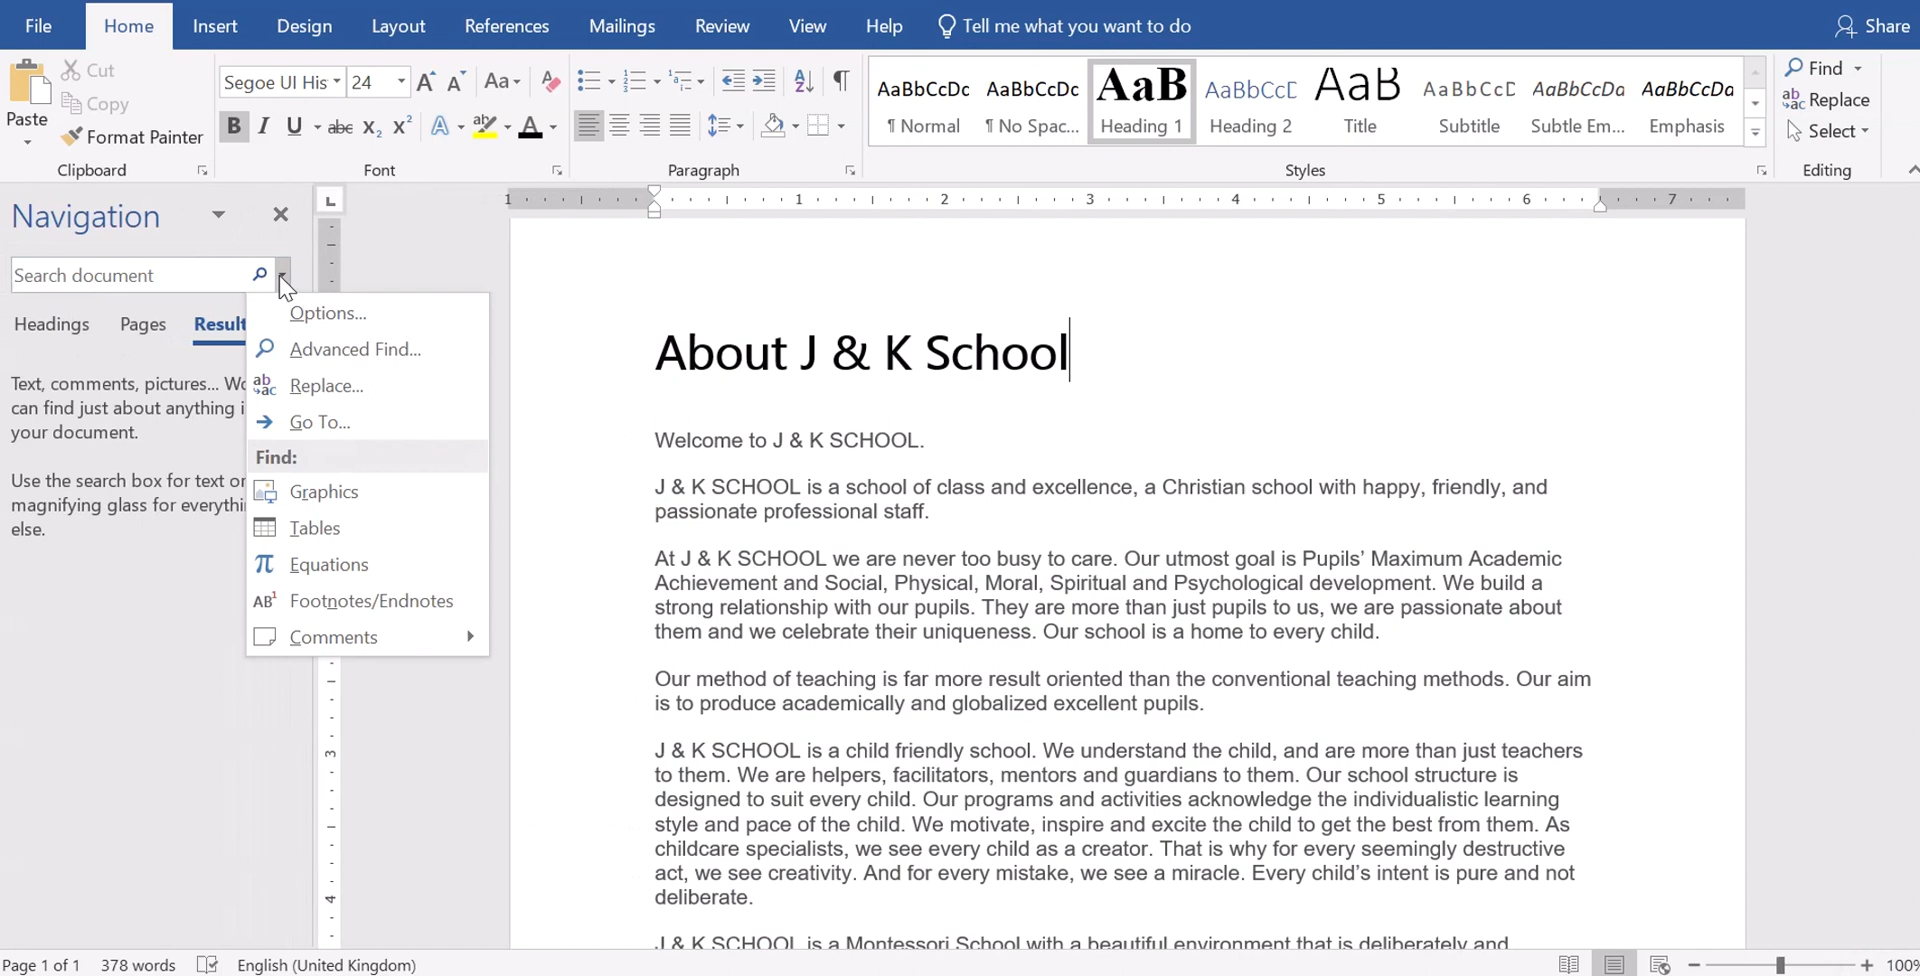 File Home Insert Design Layout References Mailings Review View Help Tell me what you want to do Share
Cut
Copy
Paste
Format Painter
Clipboard
Segoe UI His 24 Aa
B I U abc X₂ X² A ab A
Font
Paragraph
AaBbCcDc AaBbCcDc AaB AaBbCcC AaB AaBbCcD AaBbCcDa AaBbCcDa
¶ Normal ¶ No Spac... Heading 1 Heading 2 Title Subtitle Subtle Em... Emphasis
Styles
Find
Replace
Select
Editing
Navigation
Search document
Headings Pages Result
Text, comments, pictures... Wo
can find just about anything i
your document.
Use the search box for text or
magnifying glass for everythi
else.
Options...
Advanced Find...
Replace...
Go To...
Find:
Graphics
Tables
Equations
Footnotes/Endnotes
Comments
1 1 2 3 4 5 6 7
3
4
About J & K School
Welcome to J & K SCHOOL.
J & K SCHOOL is a school of class and excellence, a Christian school with happy, friendly, and
passionate professional staff.
At J & K SCHOOL we are never too busy to care. Our utmost goal is Pupils’ Maximum Academic
Achievement and Social, Physical, Moral, Spiritual and Psychological development. We build a
strong relationship with our pupils. They are more than just pupils to us, we are passionate about
them and we celebrate their uniqueness. Our school is a home to every child.
Our method of teaching is far more result oriented than the conventional teaching methods. Our aim
is to produce academically and globalized excellent pupils.
J & K SCHOOL is a child friendly school. We understand the child, and are more than just teachers
to them. We are helpers, facilitators, mentors and guardians to them. Our school structure is
designed to suit every child. Our programs and activities acknowledge the individualistic learning
style and pace of the child. We motivate, inspire and excite the child to get the best from them. As
childcare specialists, we see every child as a creator. That is why for every seemingly destructive
act, we see creativity. And for every mistake, we see a miracle. Every child’s intent is pure and not
deliberate.
J & K SCHOOL is a Montessori School with a beautiful environment that is deliberately and
Page 1 of 1 378 words English (United Kingdom) 100%